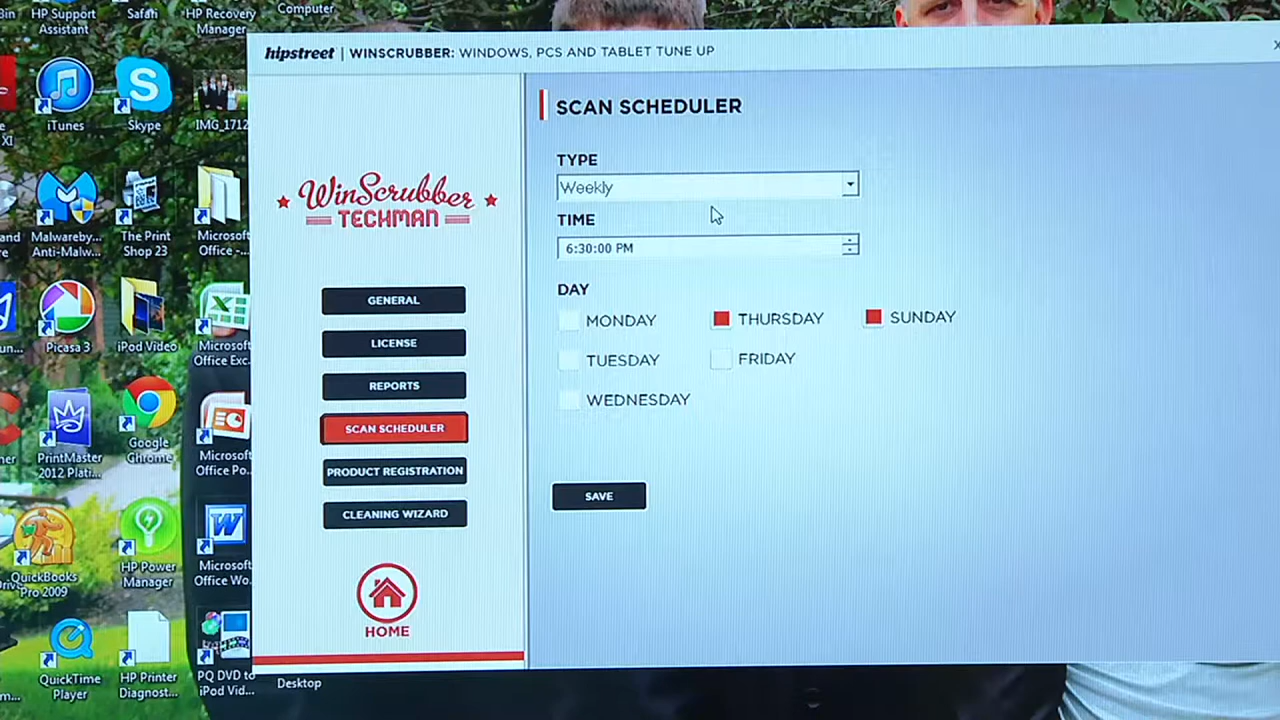 HP Support
Assistant
Safari
HP Recovery
Manager
Computer
iTunes
Skype
IMG_1712
XI
Malwareby...
Anti-Malw...
The Print
Shop 23
Microsoft
Office -...
Picasa 3
iPod Video
Microsoft
Office Exc...
PrintMaster
2012 Plati...
Google
Chrome
Microsoft
Office Po...
QuickBooks
Pro 2009
HP Power
Manager
Microsoft
Office Wo...
QuickTime
Player
HP Printer
Diagnost...
PQ DVD to
iPod Vid...
Desktop
hipstreet | WINSCRUBBER: WINDOWS, PCS AND TABLET TUNE UP
WinScrubber
TECHMAN
GENERAL
LICENSE
REPORTS
SCAN SCHEDULER
PRODUCT REGISTRATION
CLEANING WIZARD
HOME
SCAN SCHEDULER
TYPE
Weekly
TIME
6:30:00 PM
DAY
MONDAY THURSDAY SUNDAY
TUESDAY FRIDAY
WEDNESDAY
SAVE